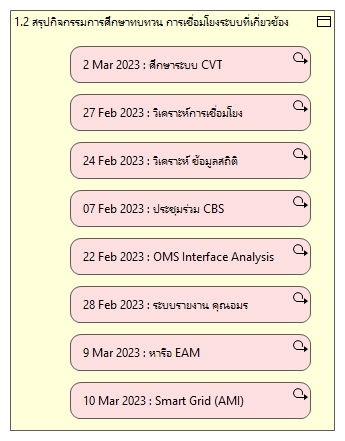 1.2 สรุปกิจกรรมการศึกษาทบทวน การเชื่อมโยงระบบที่เกี่ยวข้อง
2 Mar 2023 : ศึกษาระบบ CVT
27 Feb 2023 : วิเคราะห์การเชื่อมโยง
24 Feb 2023 : วิเคราะห์ ข้อมูลสถิติ
07 Feb 2023 : ประชุมร่วม CBS
22 Feb 2023 : OMS Interface Analysis
28 Feb 2023 : ระบบรายงาน คุณอมร
9 Mar 2023 : หารือ EAM
10 Mar 2023 : Smart Grid (AMI)